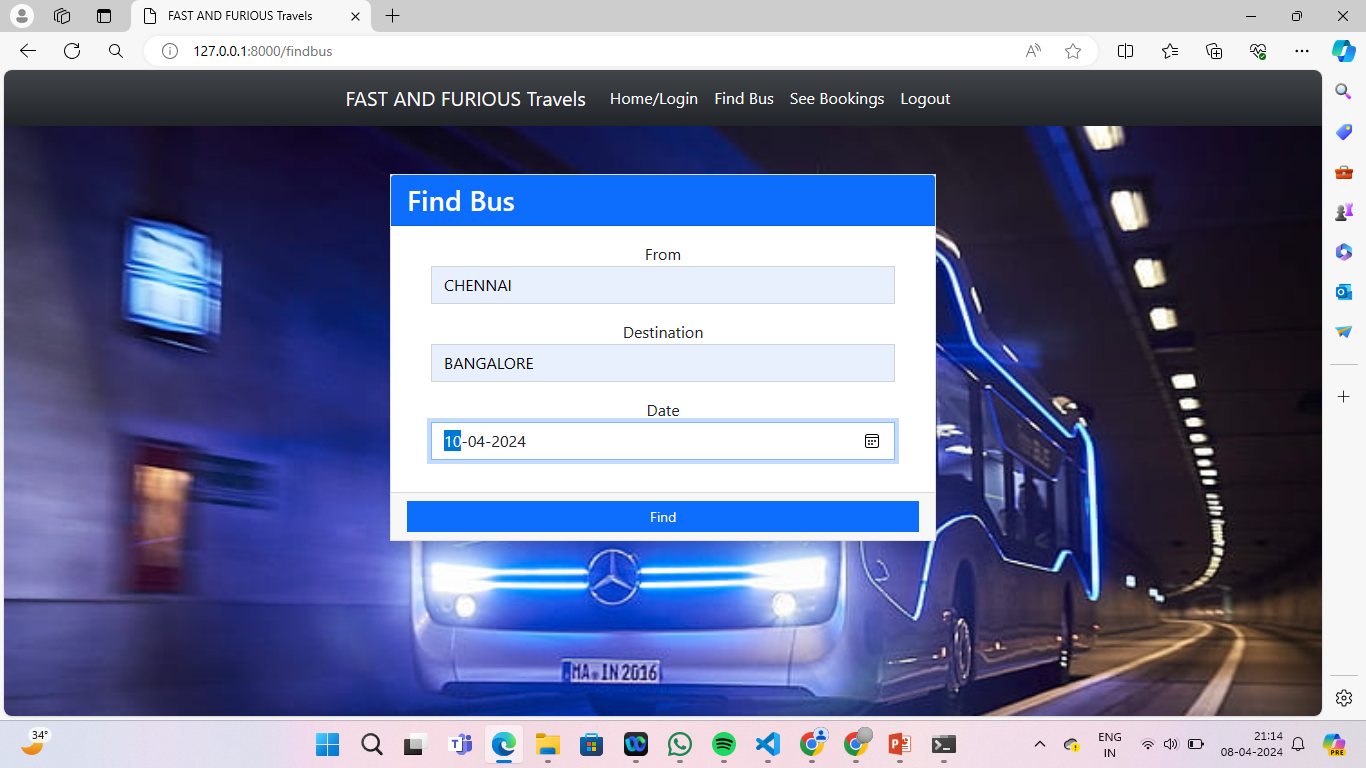 FAST AND FURIOUS Travels
127.0.0.1:8000/findbus
FAST AND FURIOUS Travels Home/Login Find Bus See Bookings Logout
Find Bus
From
CHENNAI
Destination
BANGALORE
Date
10-04-2024
Find
BUS
MA IN 2016
34°
ENG
IN
21:14
08-04-2024
PRE